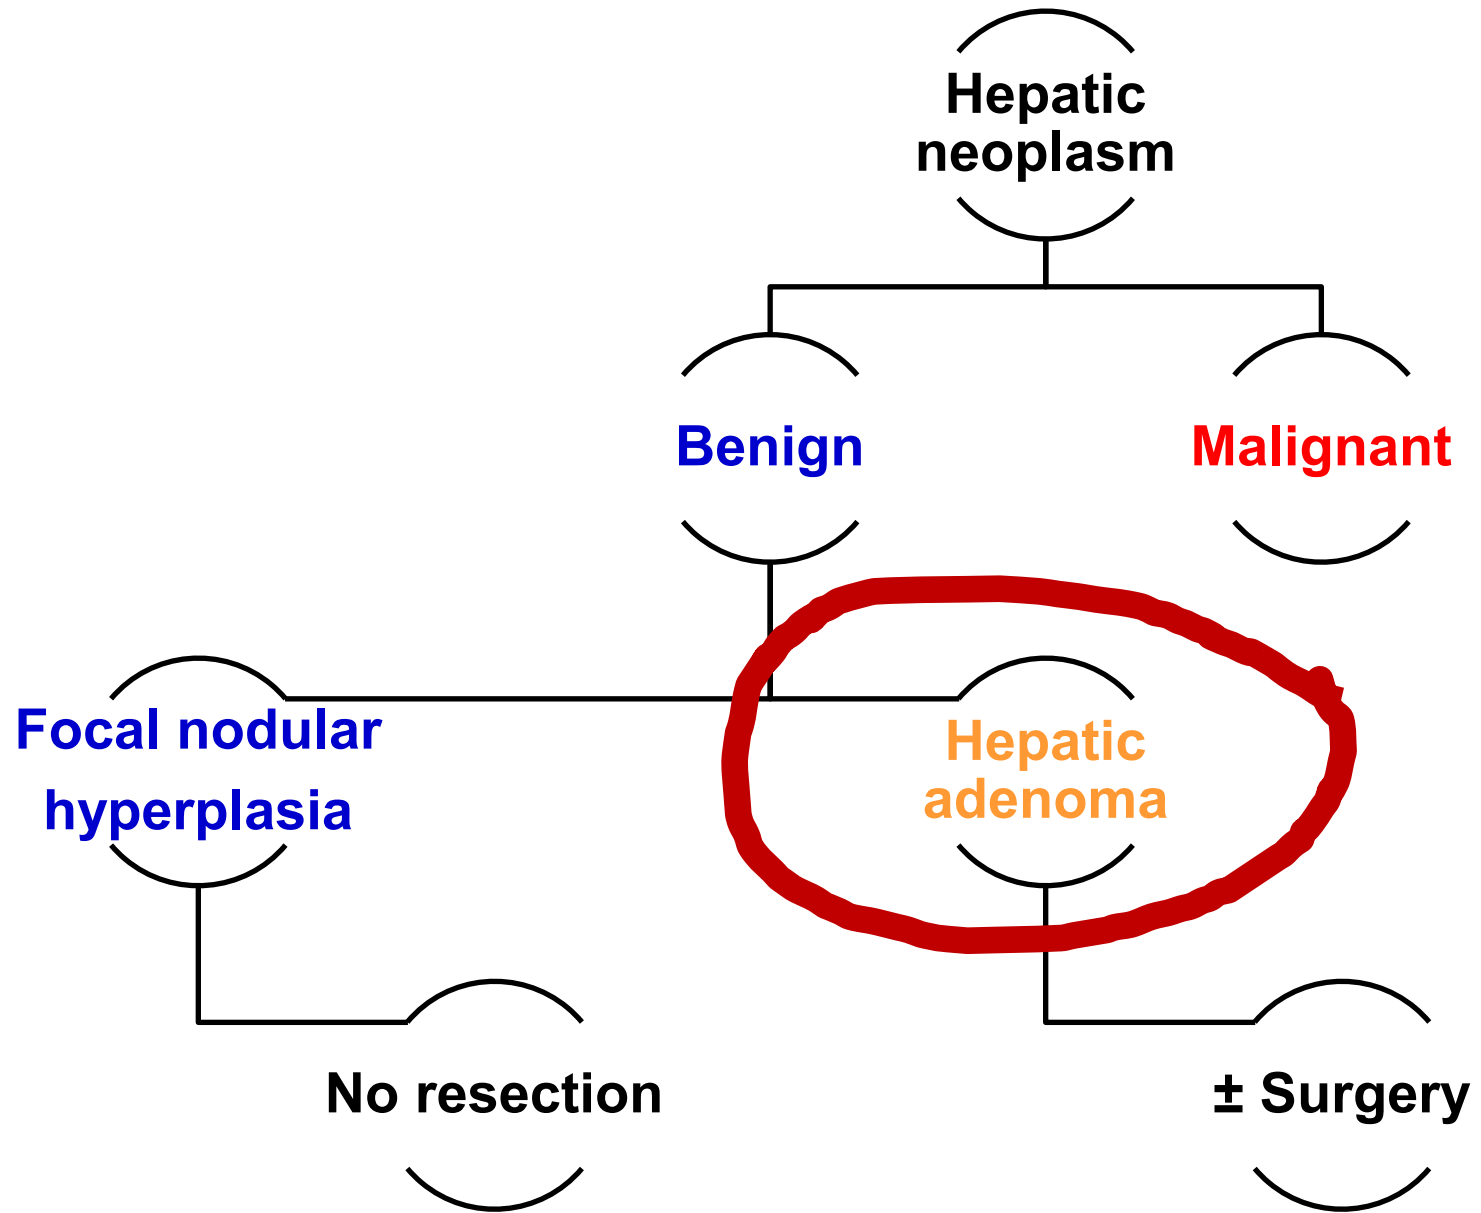 Hepatic
neoplasm
Benign
Malignant
Focal nodular
hyperplasia
Hepatic
adenoma
No resection
± Surgery